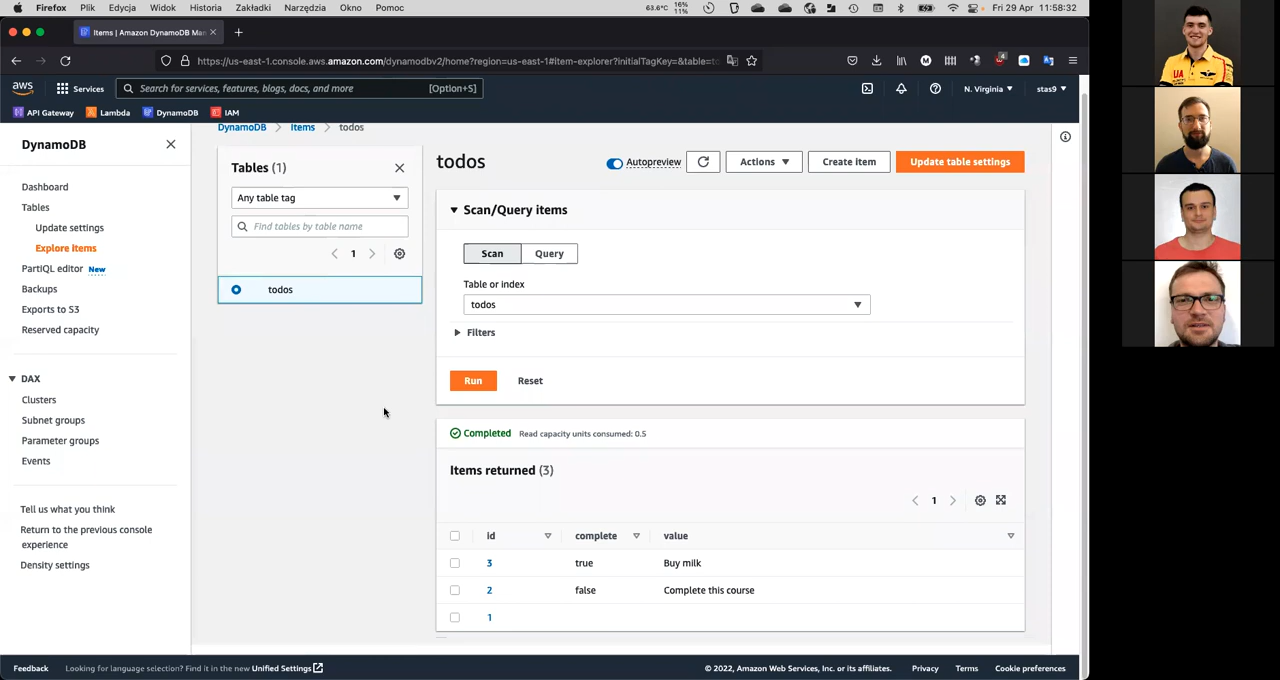 Firefox Plik Edycja Widok Historia Zakładki Narzędzia Okno Pomoc 63.6°C 16% 11% Fri 29 Apr 11:58:32
Items | Amazon DynamoDB Man
https://us-east-1.console.aws.amazon.com/dynamodbv2/home?region=us-east-1#item-explorer?initialTagKey=&table=to
aws Services Search for services, features, blogs, docs, and more [Option+S] N. Virginia stas9
API Gateway Lambda DynamoDB IAM
DynamoDB
Dashboard
Tables
Update settings
Explore items
PartiQL editor New
Backups
Exports to S3
Reserved capacity
DAX
Clusters
Subnet groups
Parameter groups
Events
Tell us what you think
Return to the previous console
experience
Density settings
DynamoDB Items todos
Tables (1)
Any table tag
Find tables by table name
1
todos
todos
Autopreview Actions Create item Update table settings
Scan/Query items
Scan Query
Table or index
todos
Filters
Run Reset
Completed Read capacity units consumed: 0.5
Items returned (3)
1
id complete value
3 true Buy milk
2 false Complete this course
1
Feedback Looking for language selection? Find it in the new Unified Settings © 2022, Amazon Web Services, Inc. or its affiliates. Privacy Terms Cookie preferences
UA